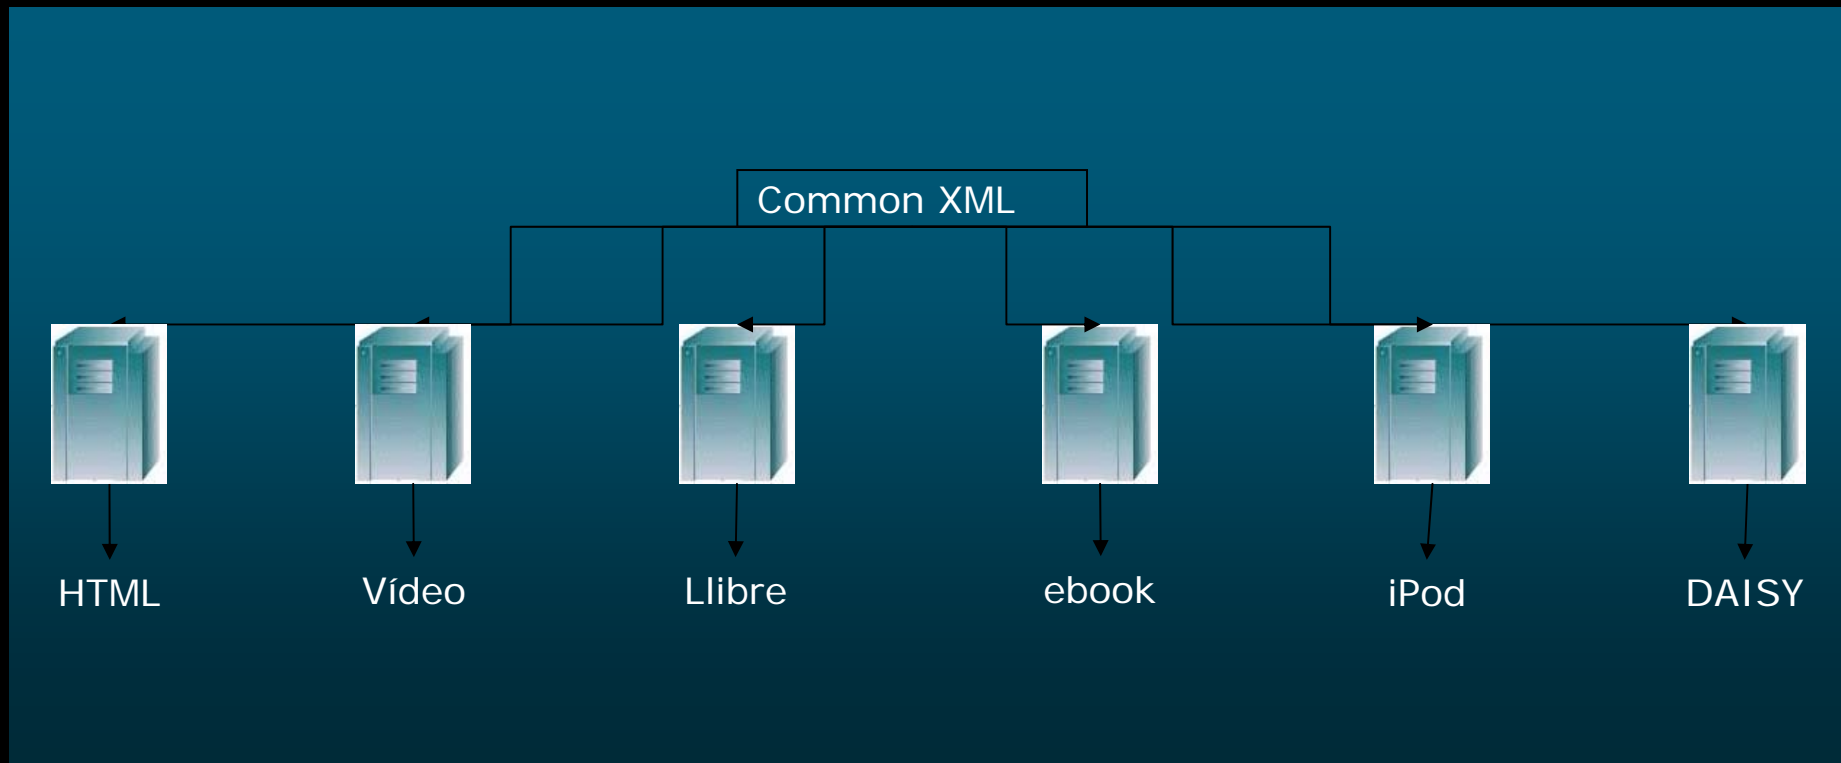 Common XML
HTML
Vídeo
Llibre
ebook
iPod
DAISY